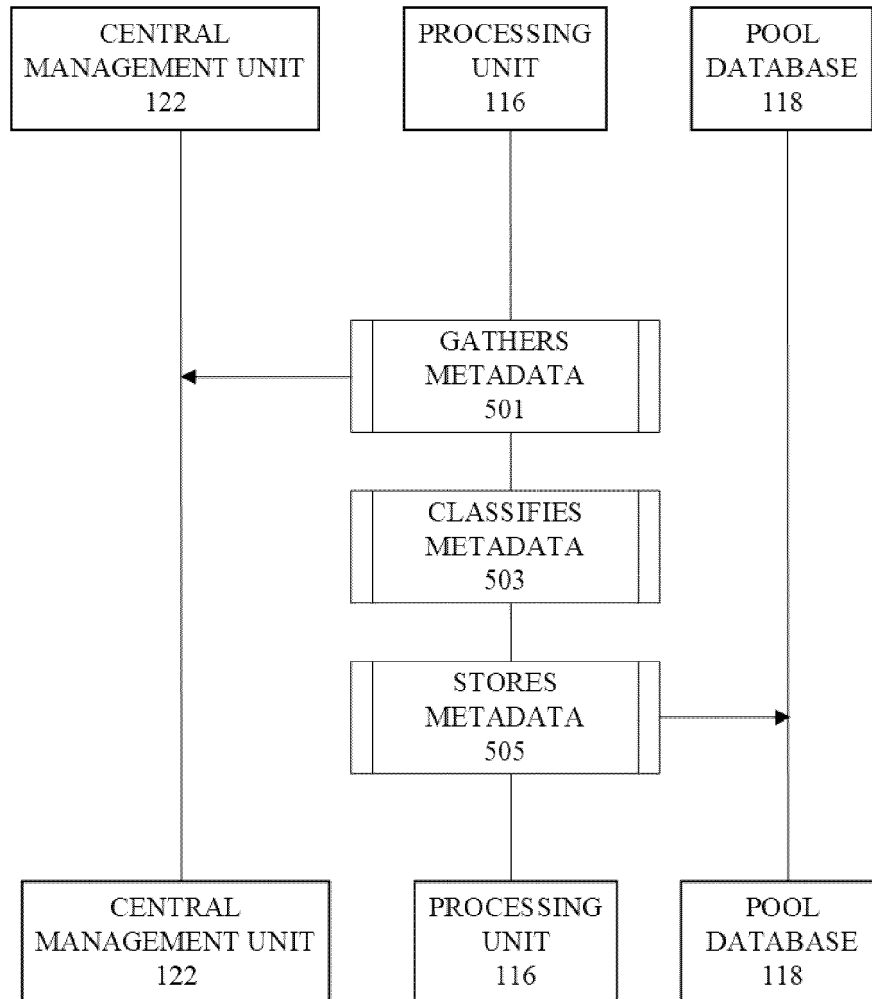 CENTRAL
MANAGEMENT UNIT
122
PROCESSING
UNIT
116
POOL
DATABASE
118
GATHERS
METADATA
501
CLASSIFIES
METADATA
503
STORES
METADATA
505
CENTRAL
MANAGEMENT UNIT
122
PROCESSING
UNIT
116
POOL
DATABASE
118